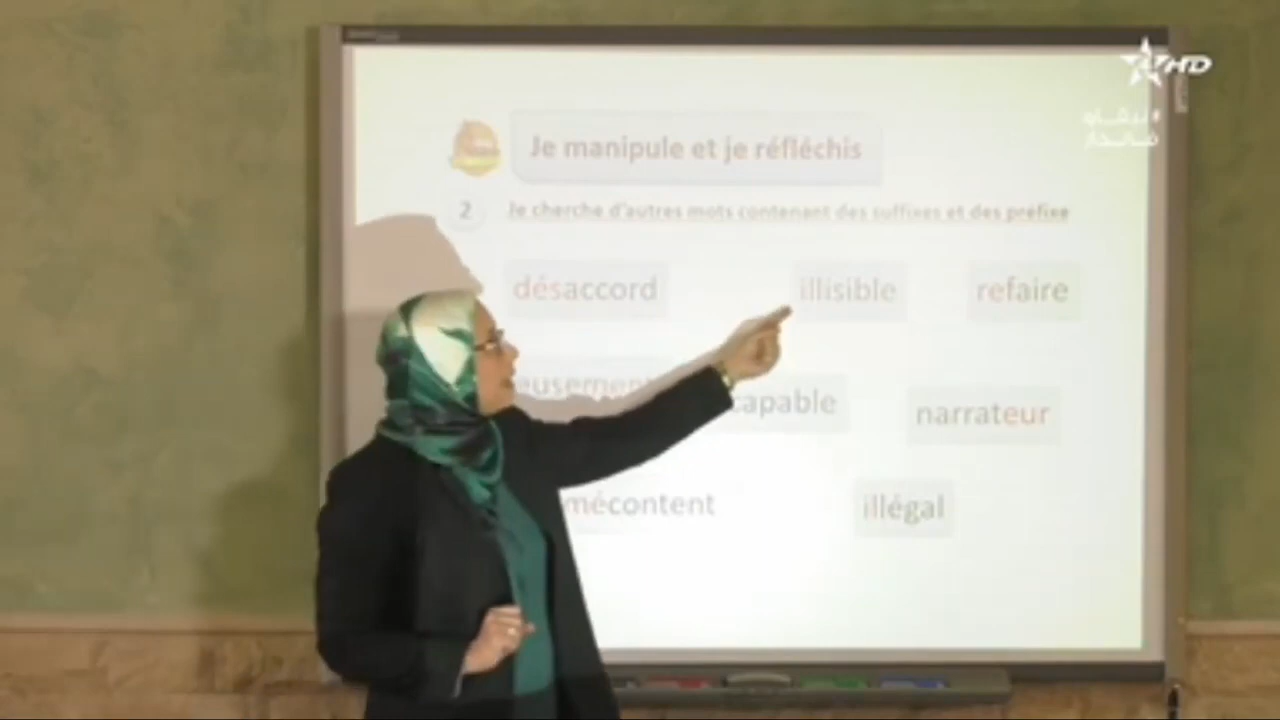 HD
Je manipule et je réfléchis
2 Je cherche d'autres mots contenant des suffixes et des préfixe
désaccord illisible refaire
eusement capable narrateur
mécontent illégal